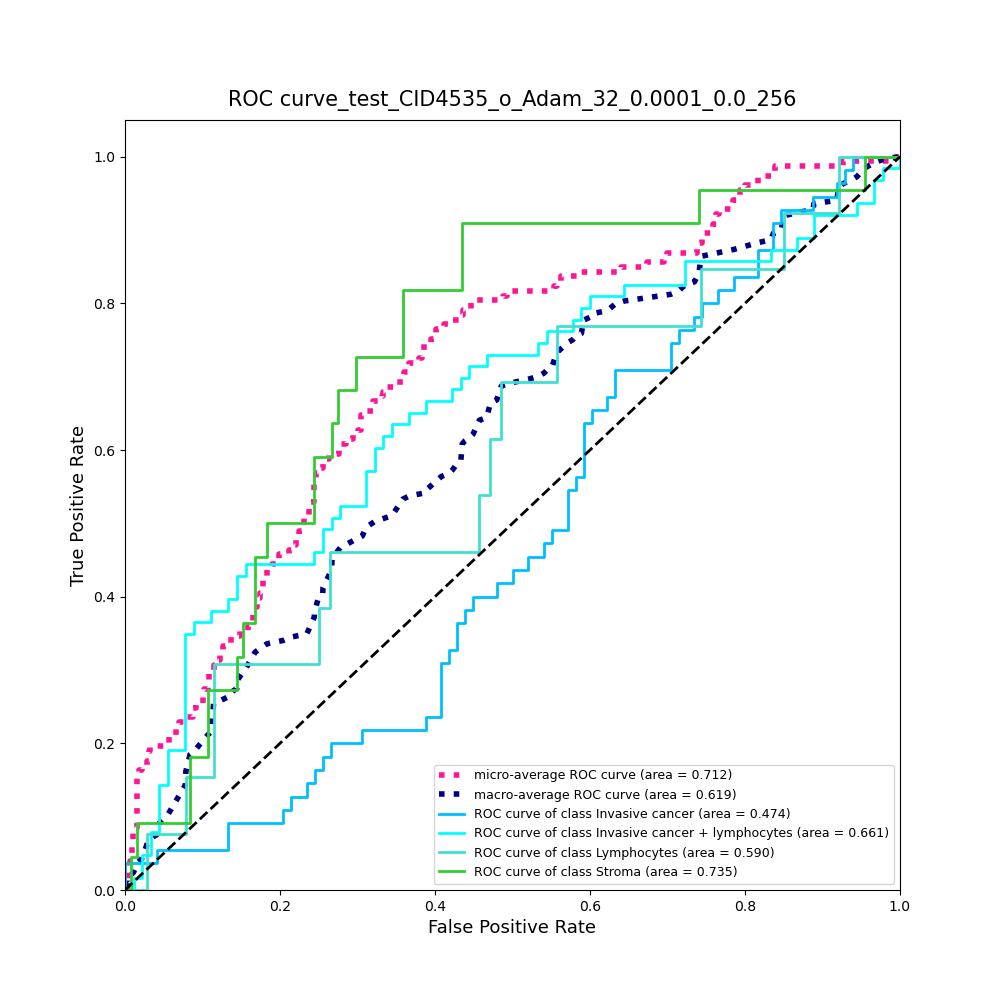 ROC curve_test_CID4535_o_Adam_32_0.0001_0.0_256
True Positive Rate
1.0
0.8
0.6
0.4
0.2
0.0
micro-average ROC curve (area = 0.712)
macro-average ROC curve (area = 0.619)
ROC curve of class Invasive cancer (area = 0.474)
ROC curve of class Invasive cancer + lymphocytes (area = 0.661)
ROC curve of class Lymphocytes (area = 0.590)
ROC curve of class Stroma (area = 0.735)
0.0 0.2 0.4 0.6 0.8 1.0
False Positive Rate